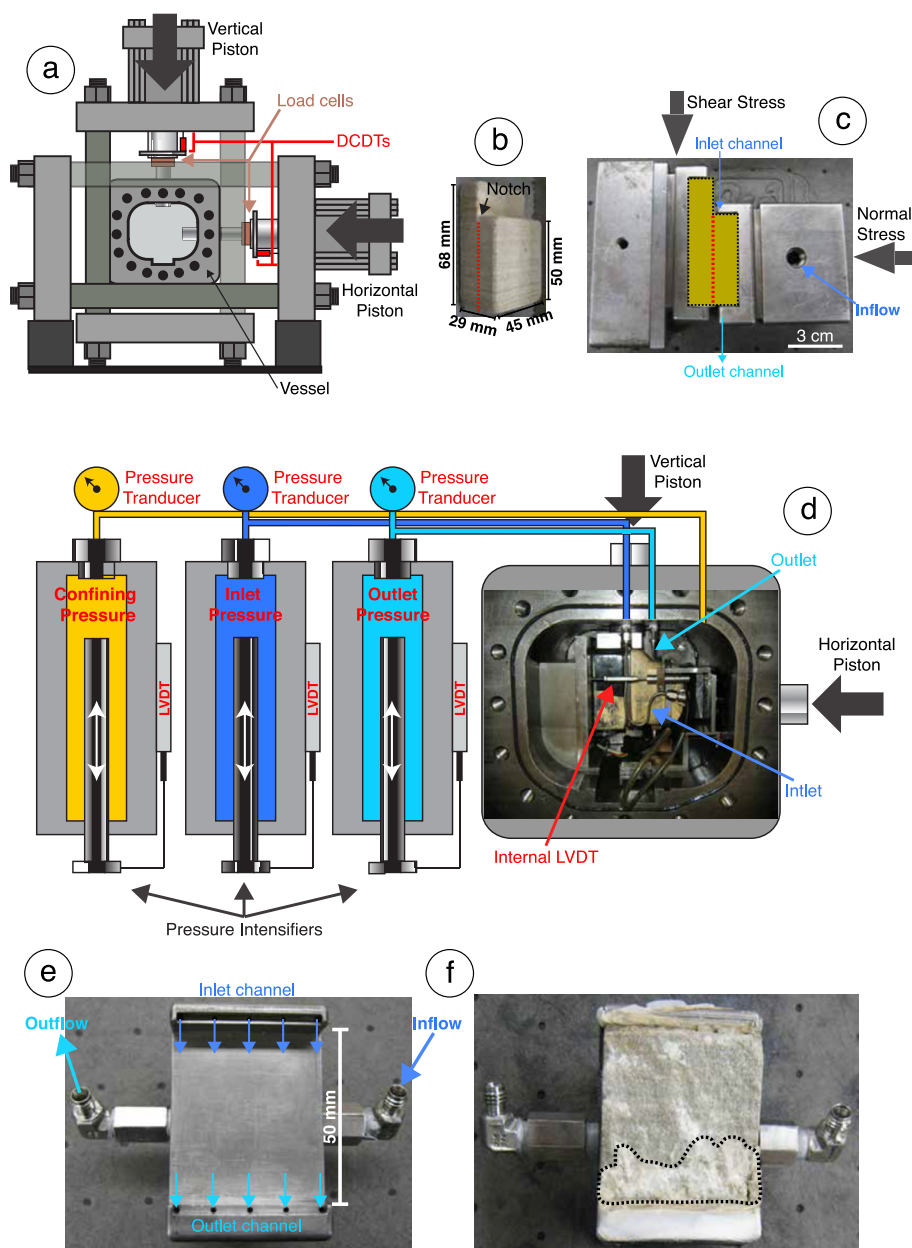 a
Vertical
Piston
Load cells
DCDTs
Horizontal
Piston
Vessel
b
Notch
68 mm
50 mm
29 mm
45 mm
c
Shear Stress
Inlet channel
Normal
Stress
Inflow
3 cm
Outlet channel
Pressure
Tranducer
Pressure
Tranducer
Pressure
Tranducer
Vertical
Piston
d
Outlet
Confining
Pressure
Inlet
Pressure
Outlet
Pressure
LVDT
LVDT
LVDT
Horizontal
Piston
Intlet
Internal LVDT
Pressure Intensifiers
e
Inlet channel
Outflow
Inflow
50 mm
Outlet channel
f